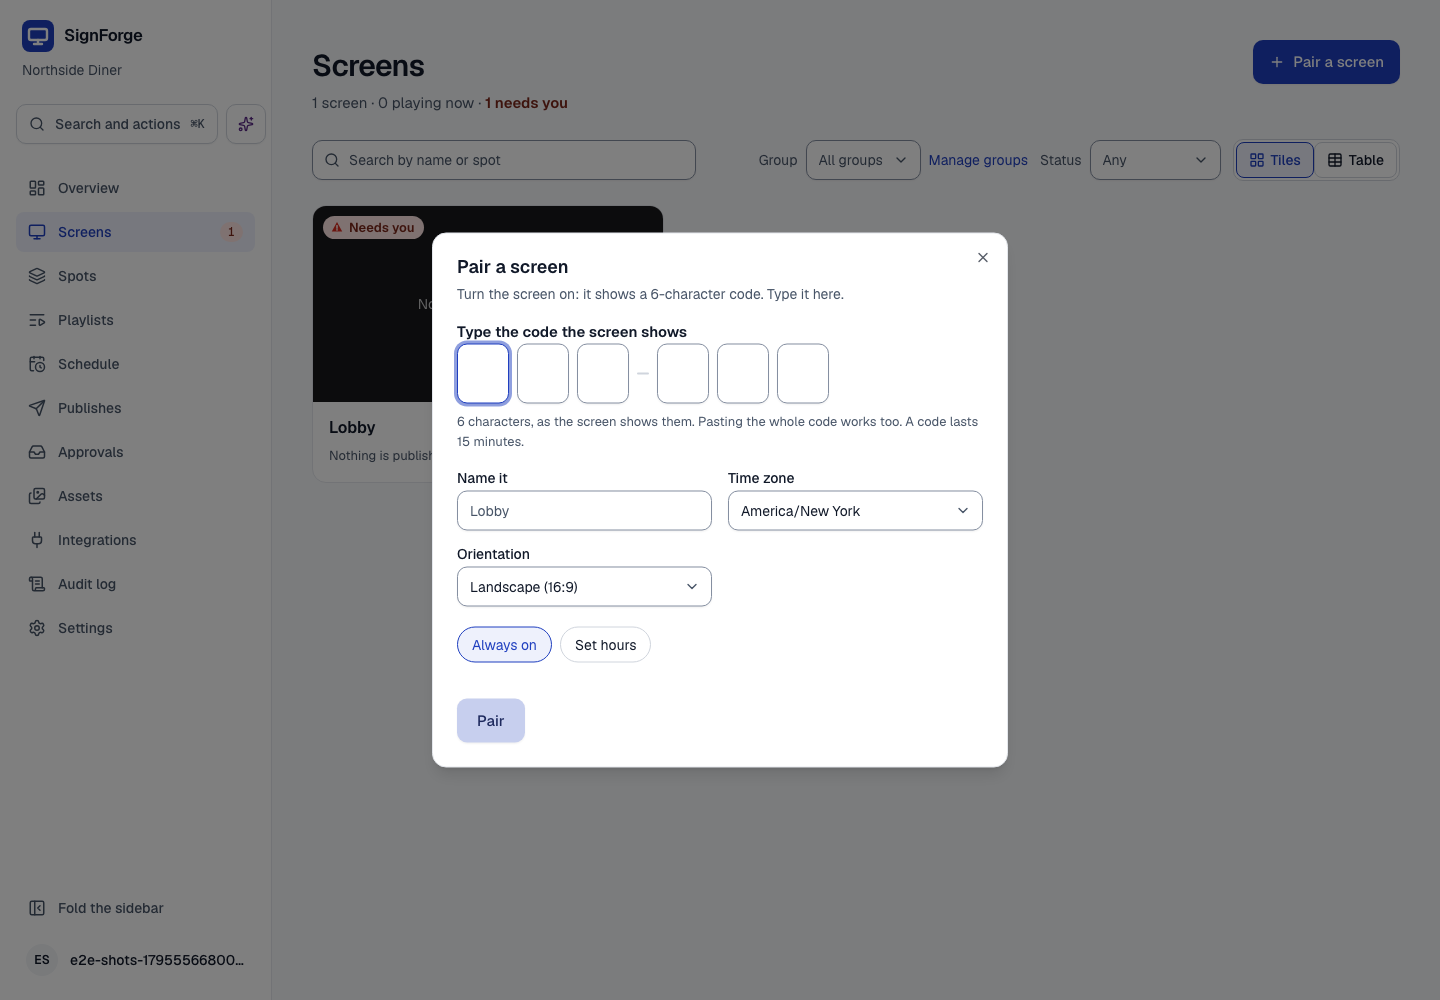 SignForge
Northside Diner
Search and actions ⌘K
Overview
Screens 1
Spots
Playlists
Schedule
Publishes
Approvals
Assets
Integrations
Audit log
Settings
Fold the sidebar
ES e2e-shots-17955566800…
Screens
Pair a screen
1 screen · 0 playing now · 1 needs you
Search by name or spot
Group All groups Manage groups Status Any Tiles Table
Needs you
Lobby
Pair a screen
Turn the screen on: it shows a 6-character code. Type it here.
Type the code the screen shows
6 characters, as the screen shows them. Pasting the whole code works too. A code lasts
15 minutes.
Name it Time zone
Lobby America/New York
Orientation
Landscape (16:9)
Always on Set hours
Pair
Nothing is